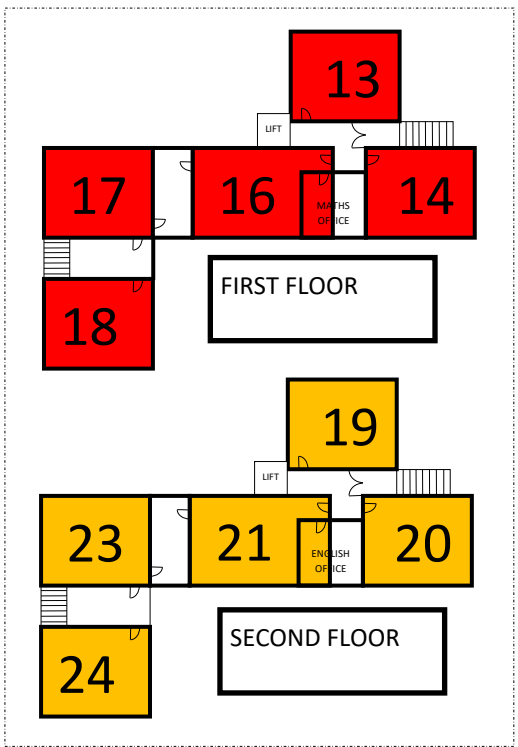 13
LIFT
17
16
MATHS
OFFICE
14
FIRST FLOOR
18
19
LIFT
23
21
ENGLISH
OFFICE
20
SECOND FLOOR
24